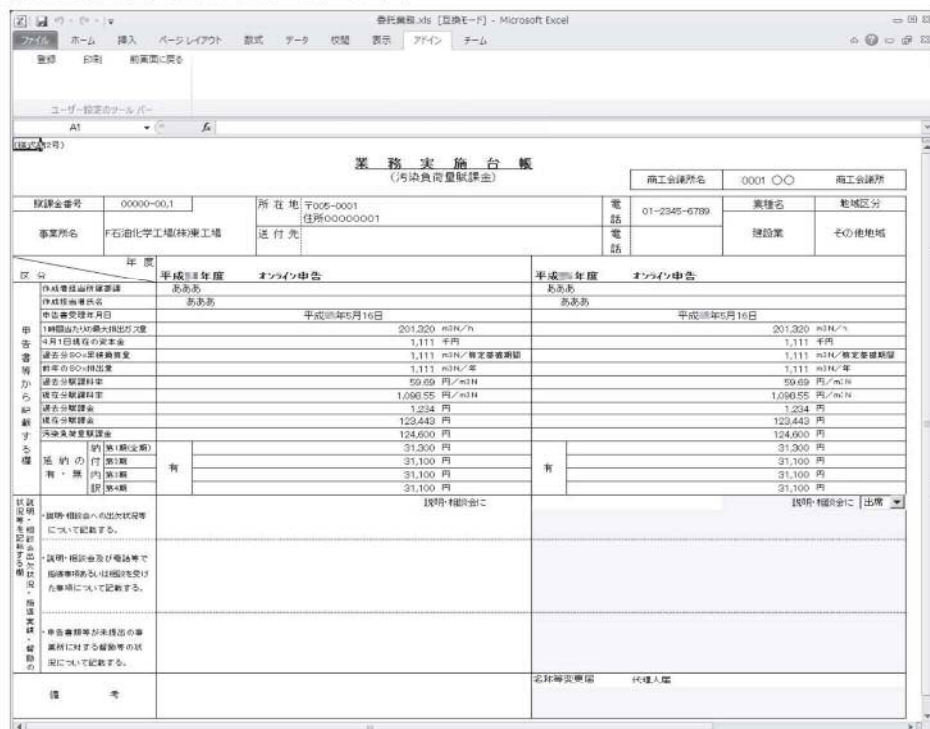 委託業務.xls [互換モード] - Microsoft Excel
ファイル ホーム 挿入 ページ レイアウト 数式 データ 校閲 表示 アドイン チーム
登録 印刷 前画面に戻る
ユーザー設定のツール バー
A1 fx
業務実施台帳
(汚染負荷量賦課金)
商工会議所名 0001 〇〇 商工会議所
賦課金番号 00000-00,1 所在地 〒005-0001 電話 01-2345-6789 業種名 地域区分
住所00000001
事業所名 F石油化学工場(株)東工場 送付先 電話 建設業 その他地域
年度
区分
平成 年度 オンライン申告 平成 年度 オンライン申告
申告書等から記載する欄
作成者担当所属部課 あああ あああ
作成担当者氏名 あああ あああ
申告書受理年月日 平成 年5月16日 平成 年5月16日
1時間当たりの最大排出ガス量 201,320 m3N/h 201,320 m3N/h
4月1日現在の資本金 1,111 千円 1,111 千円
過去分SOx累積換算量 1,111 m3N/算定基礎期間 1,111 m3N/算定基礎期間
前年のSOx排出量 1,111 m3N/年 1,111 m3N/年
過去分賦課料率 59.69 円/m3N 59.69 円/m3N
現在分賦課料率 1,098.55 円/m3N 1,098.55 円/m3N
過去分賦課金 1,234 円 1,234 円
現在分賦課金 123,443 円 123,443 円
汚染負荷量賦課金 124,600 円 124,600 円
延納の有・無 納付内訳 有 有
第1期(全期) 31,300 円 31,300 円
第2期 31,100 円 31,100 円
第3期 31,100 円 31,100 円
第4期 31,100 円 31,100 円
説明・相談会に 説明・相談会に 出席
・説明・相談会への出欠状況等
について記載する。
・説明・相談会及び電話等で
指導事項あるいは相談を受け
た事項について記載する。
・申告書類等が未提出の事
業所に対する督励等の状
況について記載する。
備考
名称等変更届 代理人届